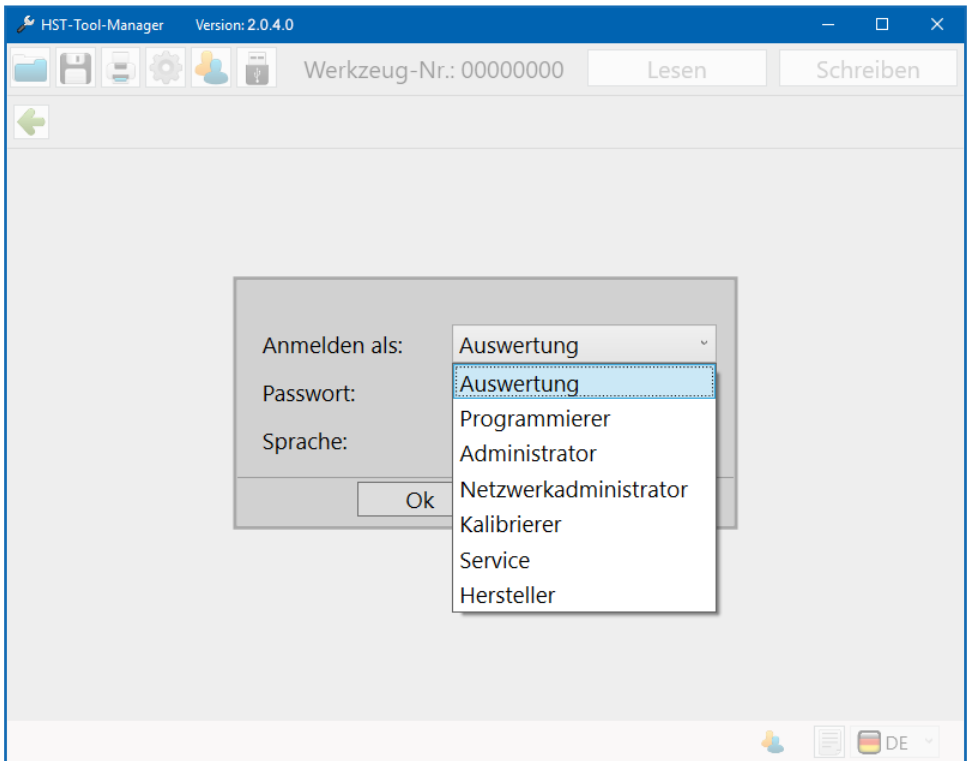 HST-Tool-Manager Version: 2.0.4.0
Werkzeug-Nr.: 00000000 Lesen Schreiben
Anmelden als: Auswertung
Auswertung
Passwort:
Programmierer
Sprache:
Administrator
Netzwerkadministrator
Ok
Kalibrierer
Service
Hersteller
DE